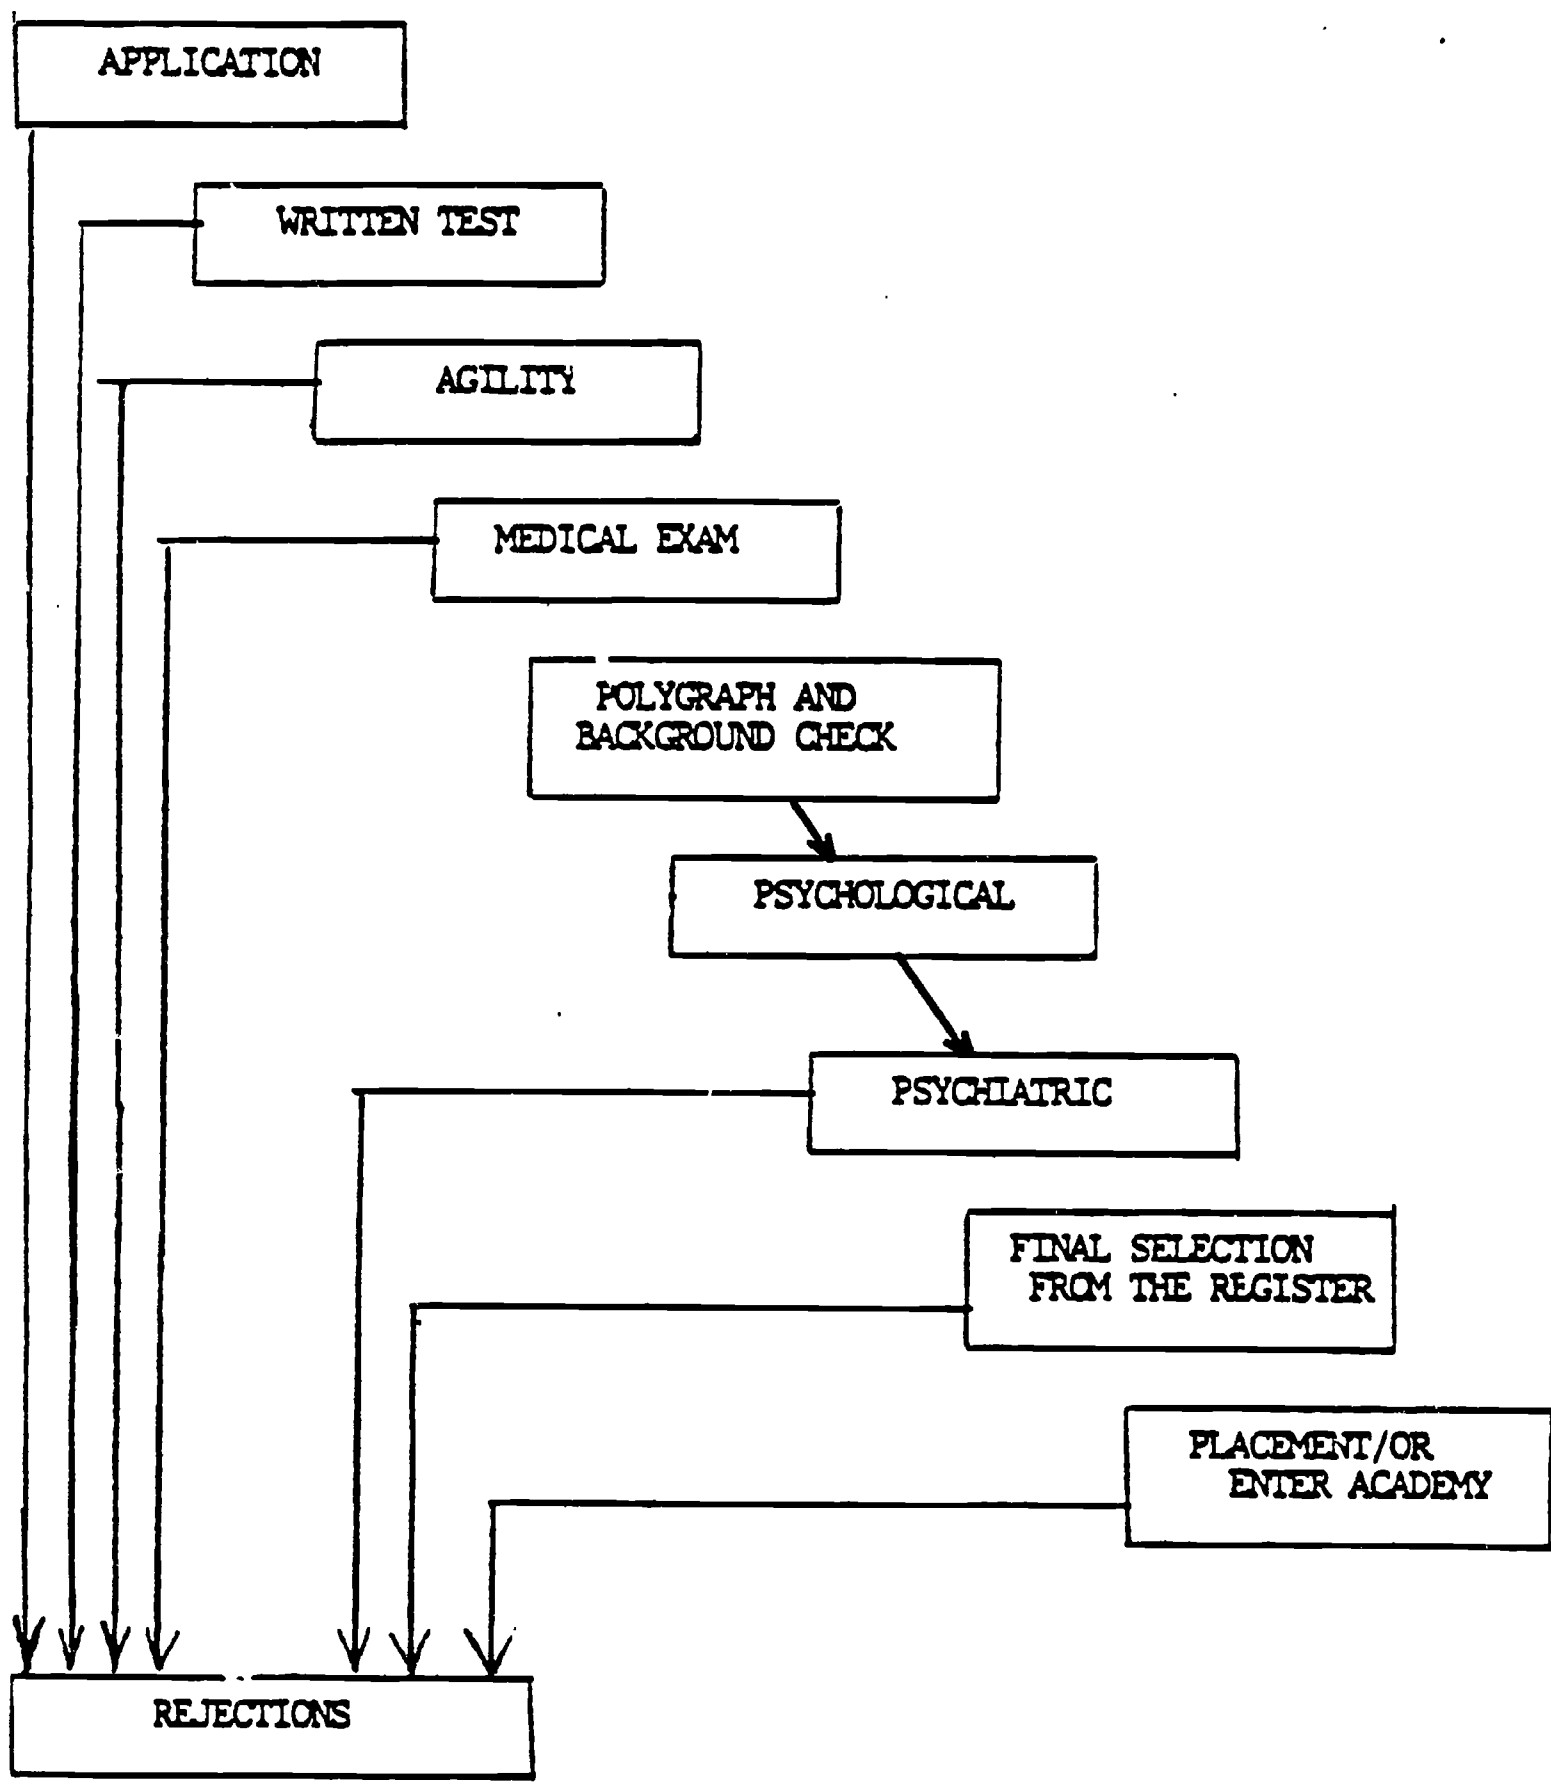 APPLICATION
WRITTEN TEST
AGILITY
MEDICAL EXAM
POLYGRAPH AND
BACKGROUND CHECK
PSYCHOLOGICAL
PSYCHIATRIC
FINAL SELECTION
FROM THE REGISTER
PLACEMENT/OR
ENTER ACADEMY
REJECTIONS